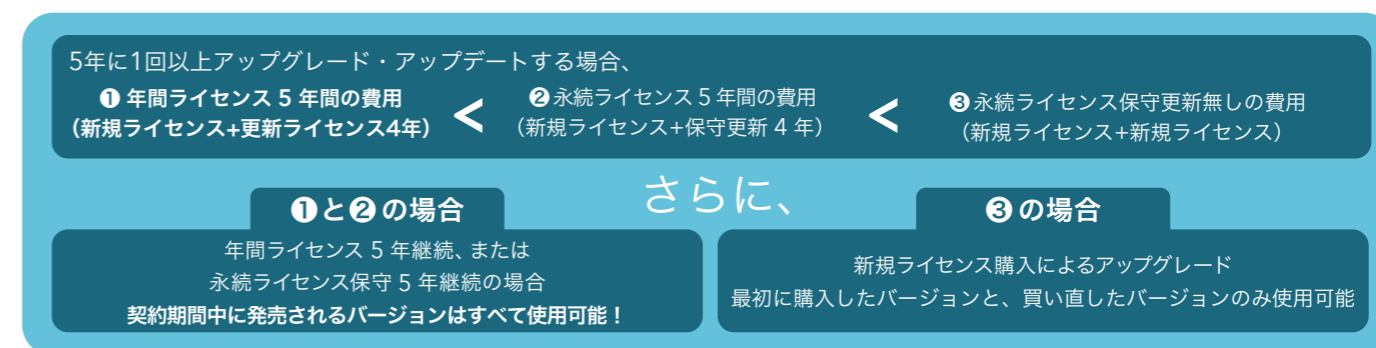 5年に1回以上アップグレード・アップデートする場合、
❶ 年間ライセンス 5 年間の費用
(新規ライセンス+更新ライセンス4年)
<
❷ 永続ライセンス 5 年間の費用
(新規ライセンス+保守更新 4 年)
<
❸ 永続ライセンス保守更新無しの費用
(新規ライセンス+新規ライセンス)
さらに、
❶と❷ の場合
年間ライセンス 5 年継続、または
永続ライセンス保守 5 年継続の場合
契約期間中に発売されるバージョンはすべて使用可能！
❸ の場合
新規ライセンス購入によるアップグレード
最初に購入したバージョンと、買い直したバージョンのみ使用可能